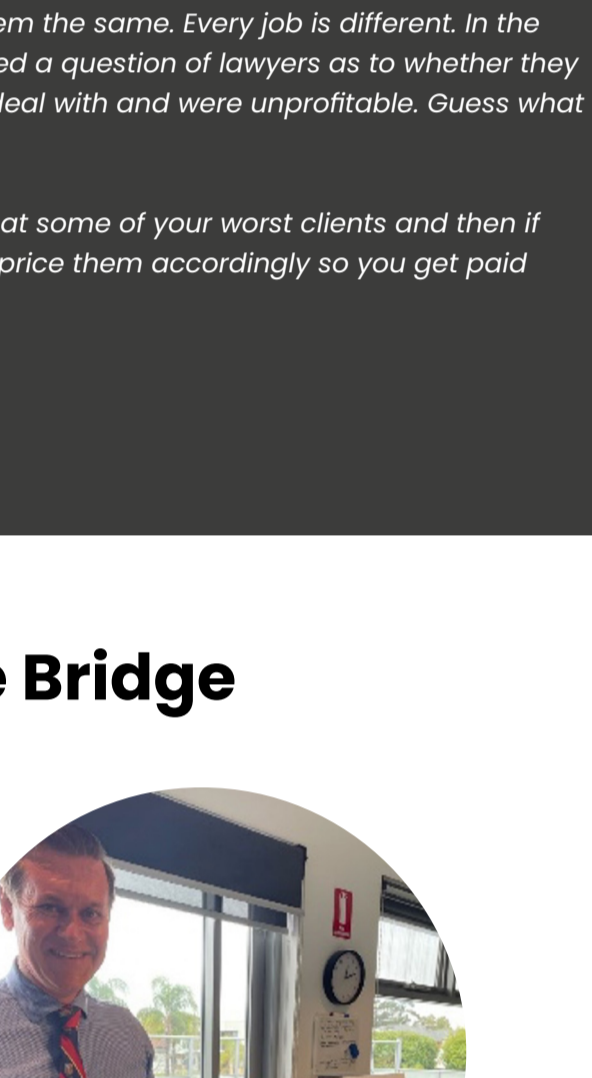 em the same. Every job is different. In the
ed a question of lawyers as to whether they
deal with and were unprofitable. Guess what
at some of your worst clients and then if
price them accordingly so you get paid
e Bridge